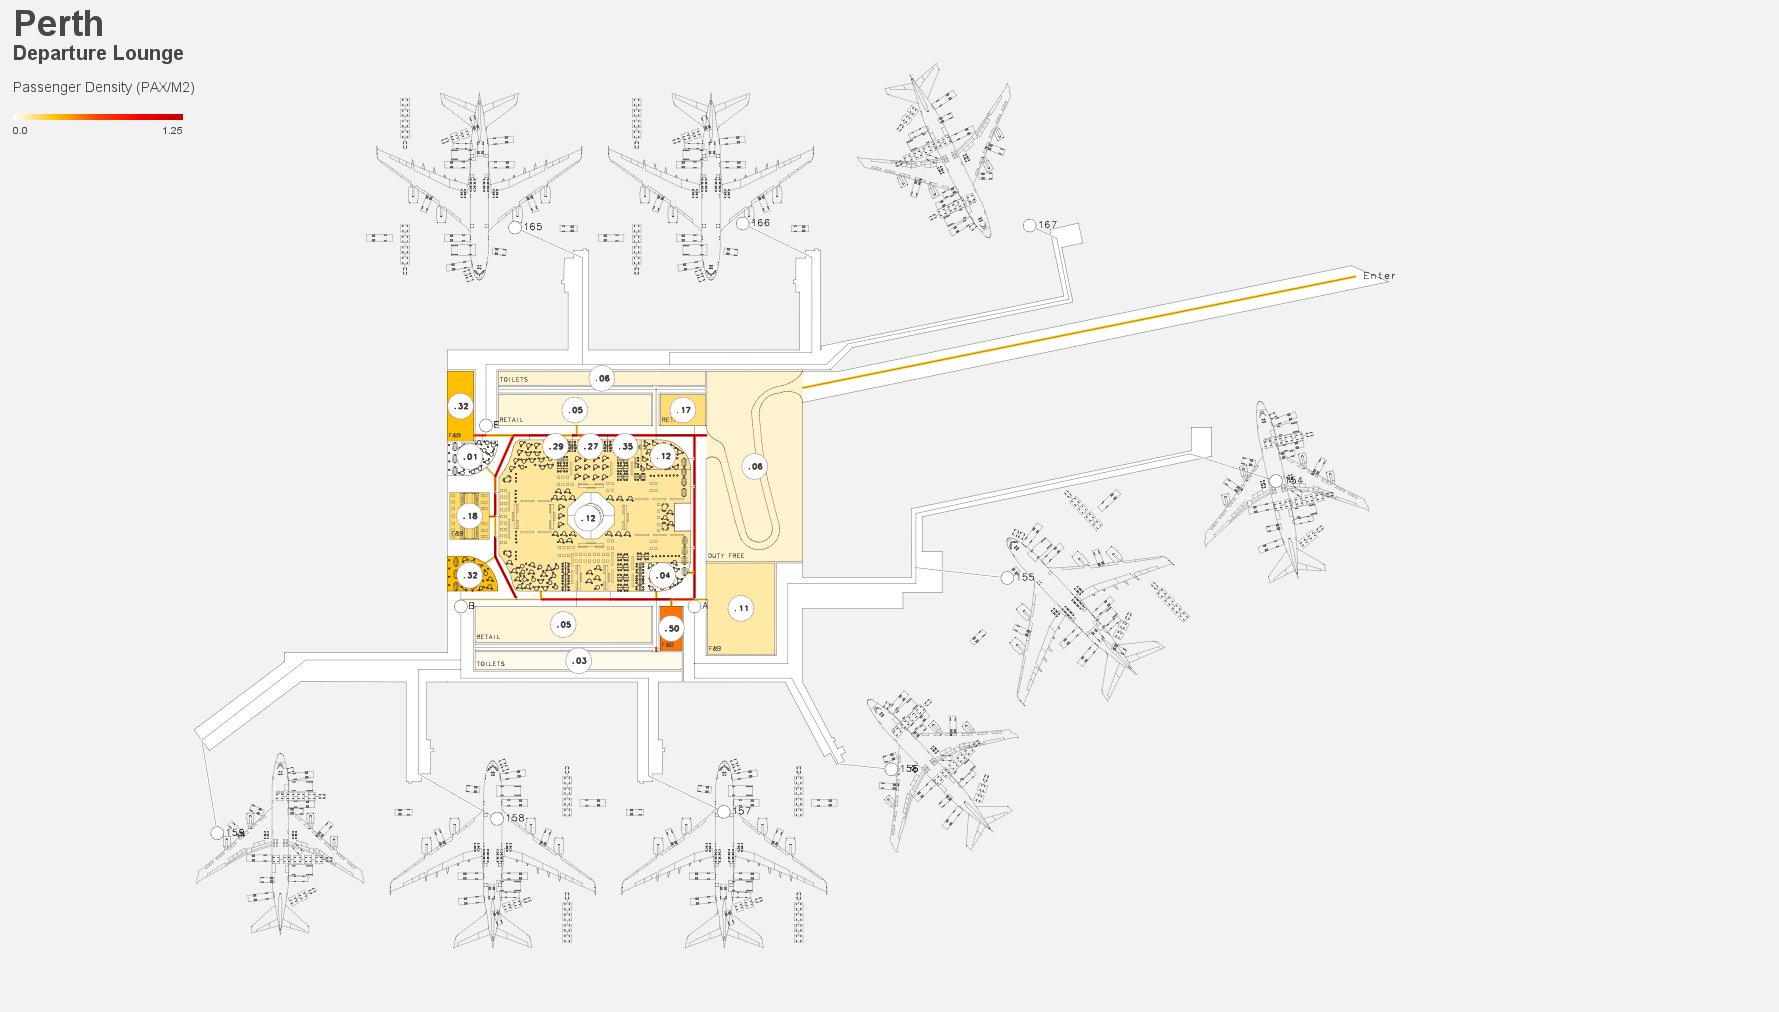 Perth
Departure Lounge
Passenger Density (PAX/M2)
0.0 1.25
165
166
167
Enter
TOILETS
.06
.32
F&B
RETAIL
.05
.17
E
.01
.29
.27
.35
.12
.06
.18
F&B
.12
154
DUTY FREE
.32
.04
155
B
A
RETAIL
.05
.50
F&B
.11
F&B
TOILETS
.03
157
158
159